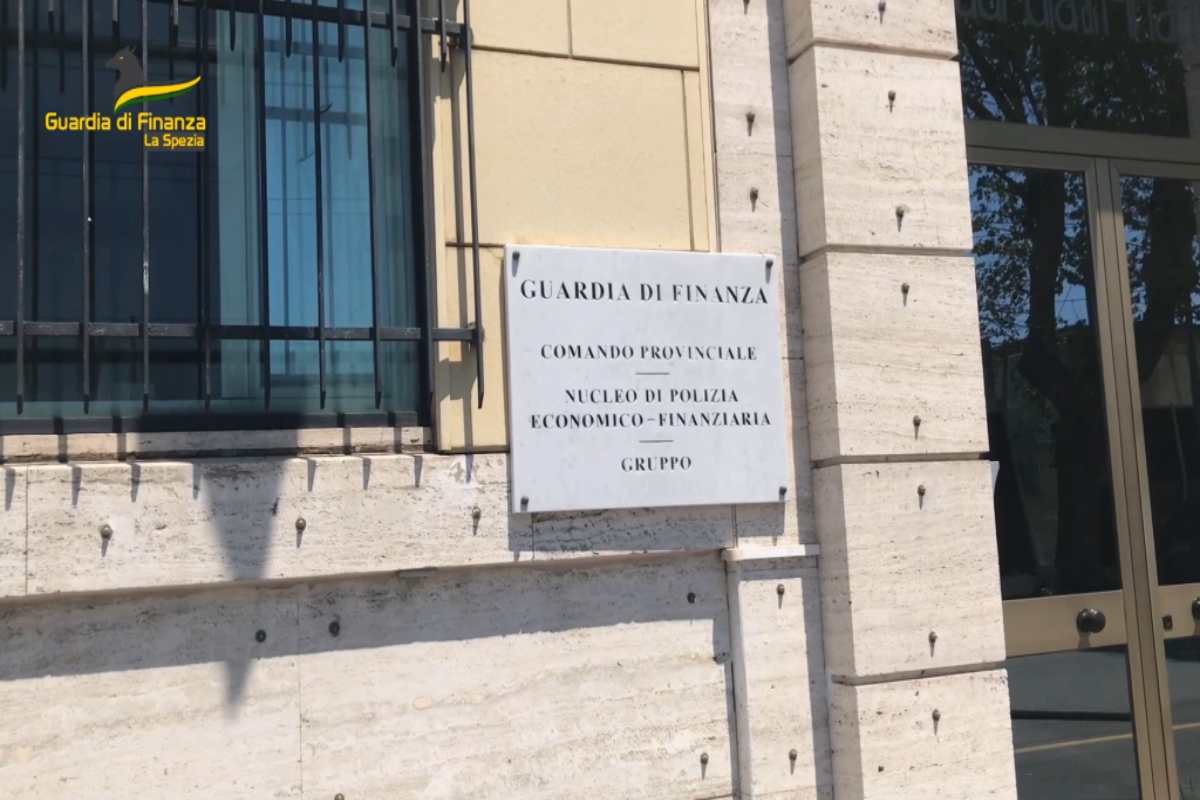 Guardia di Finanza
La Spezia
GUARDIA DI FINANZA
COMANDO PROVINCIALE
NUCLEO DI POLIZIA
ECONOMICO-FINANZIARIA
GRUPPO